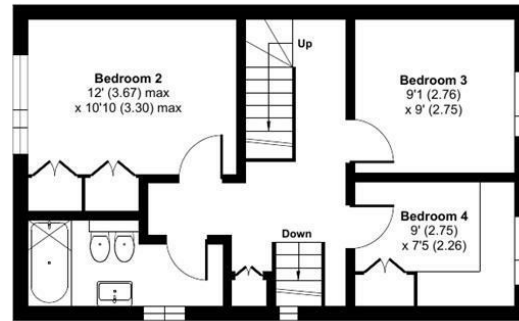 Bedroom 2
12' (3.67) max
x 10'10 (3.30) max
Up
Bedroom 3
9'1 (2.76)
x 9' (2.75)
Down
Bedroom 4
9' (2.75)
x 7'5 (2.26)